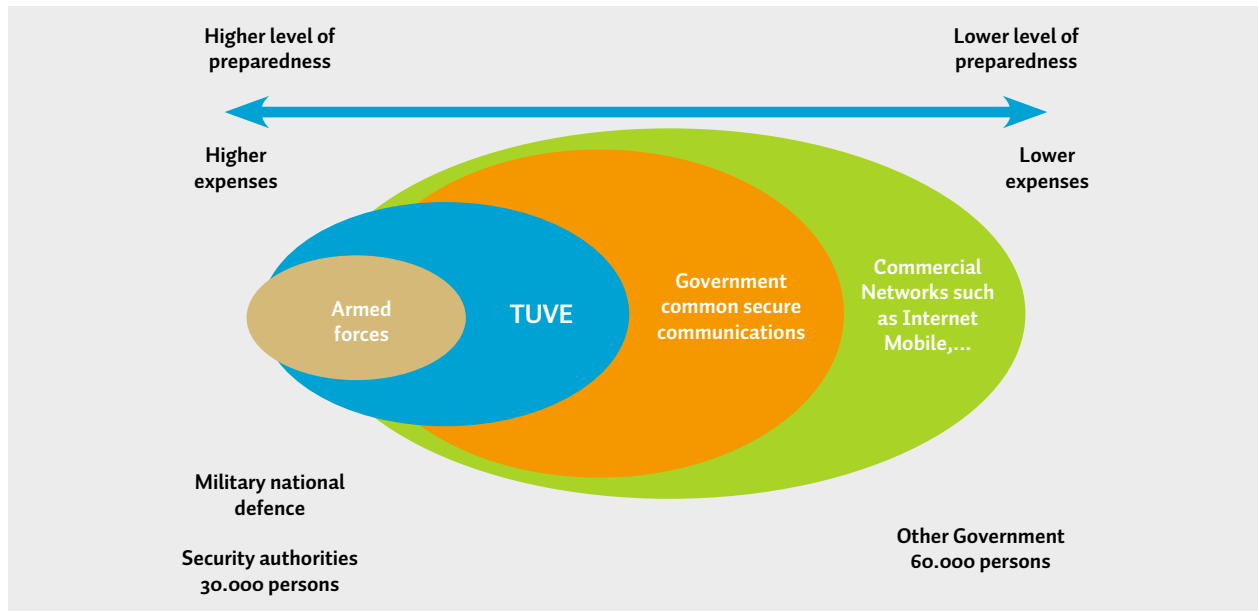 Higher level of
preparedness
Lower level of
preparedness
Higher
expenses
Lower
expenses
Armed
forces
TUVE
Government
common secure
communications
Commercial
Networks such
as Internet
Mobile,...
Military national
defence
Security authorities
30.000 persons
Other Government
60.000 persons